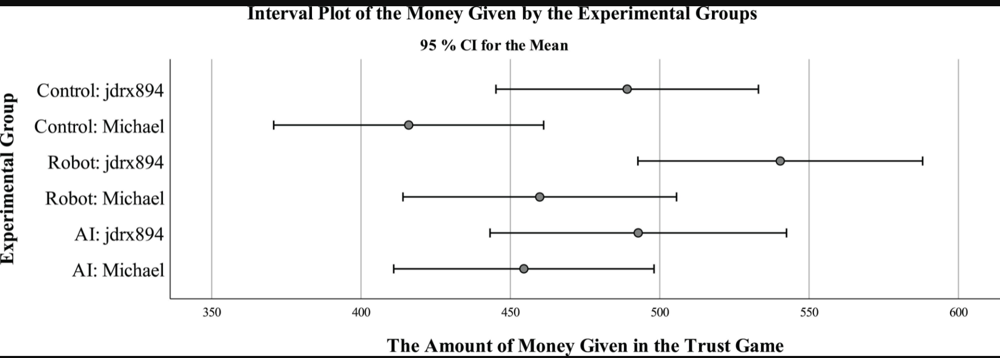 Interval Plot of the Money Given by the Experimental Groups
95 % CI for the Mean
Experimental Group
Control: jdrx894
Control: Michael
Robot: jdrx894
Robot: Michael
AI: jdrx894
AI: Michael
350 400 450 500 550 600
The Amount of Money Given in the Trust Game